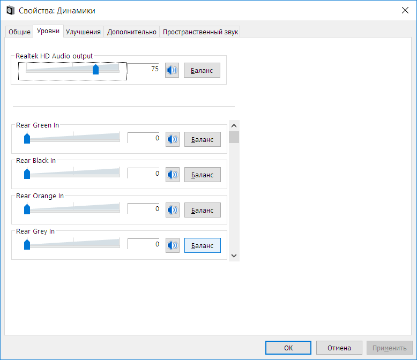 Свойства: Динамики
Общие Уровни Улучшения Дополнительно Пространственный звук
Realtek HD Audio output
75 Баланс
Rear Green In
0 Баланс
Rear Black In
0 Баланс
Rear Orange In
0 Баланс
Rear Grey In
0 Баланс
ОК Отмена Применить